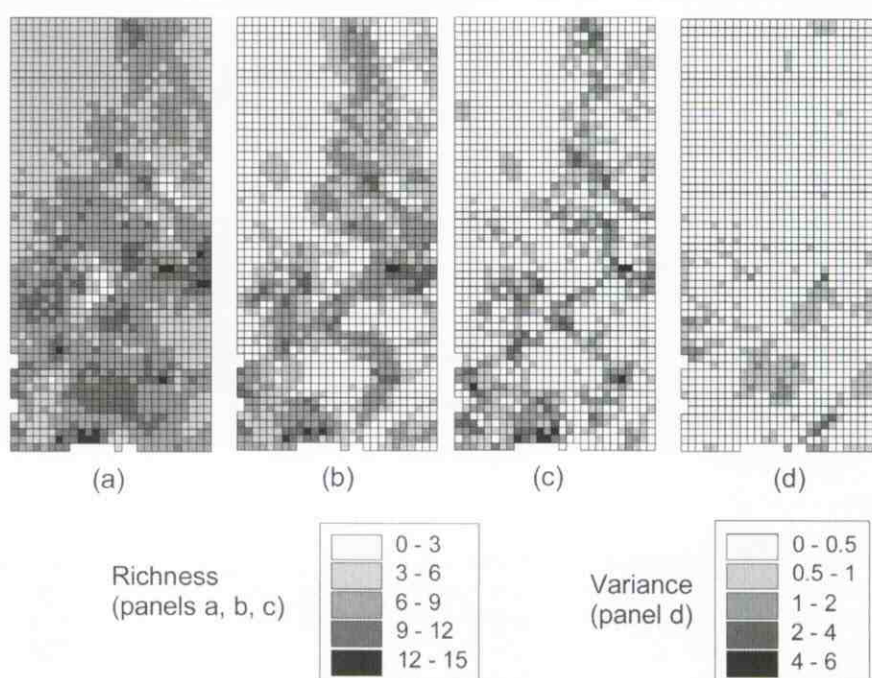 (a) (b) (c) (d)
Richness
(panels a, b, c)
0 - 3
3 - 6
6 - 9
9 - 12
12 - 15
Variance
(panel d)
0 - 0.5
0.5 - 1
1 - 2
2 - 4
4 - 6